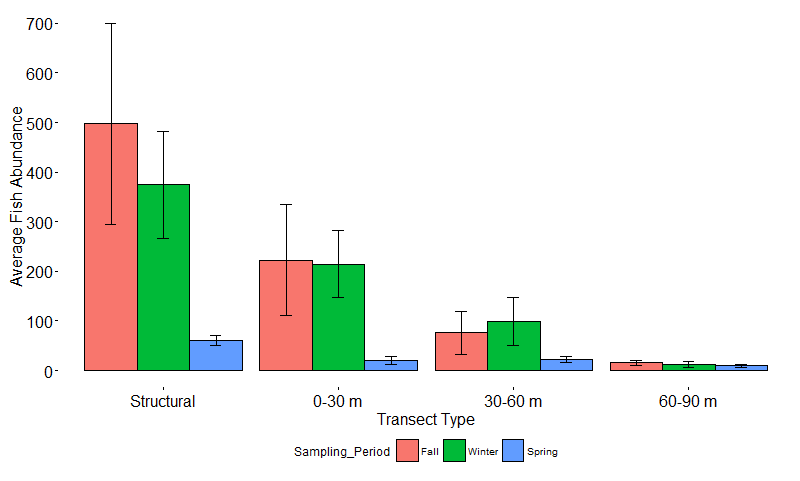 Average Fish Abundance
700
600
500
400
300
200
100
0
Structural 0-30 m 30-60 m 60-90 m
Transect Type
Sampling_Period Fall Winter Spring